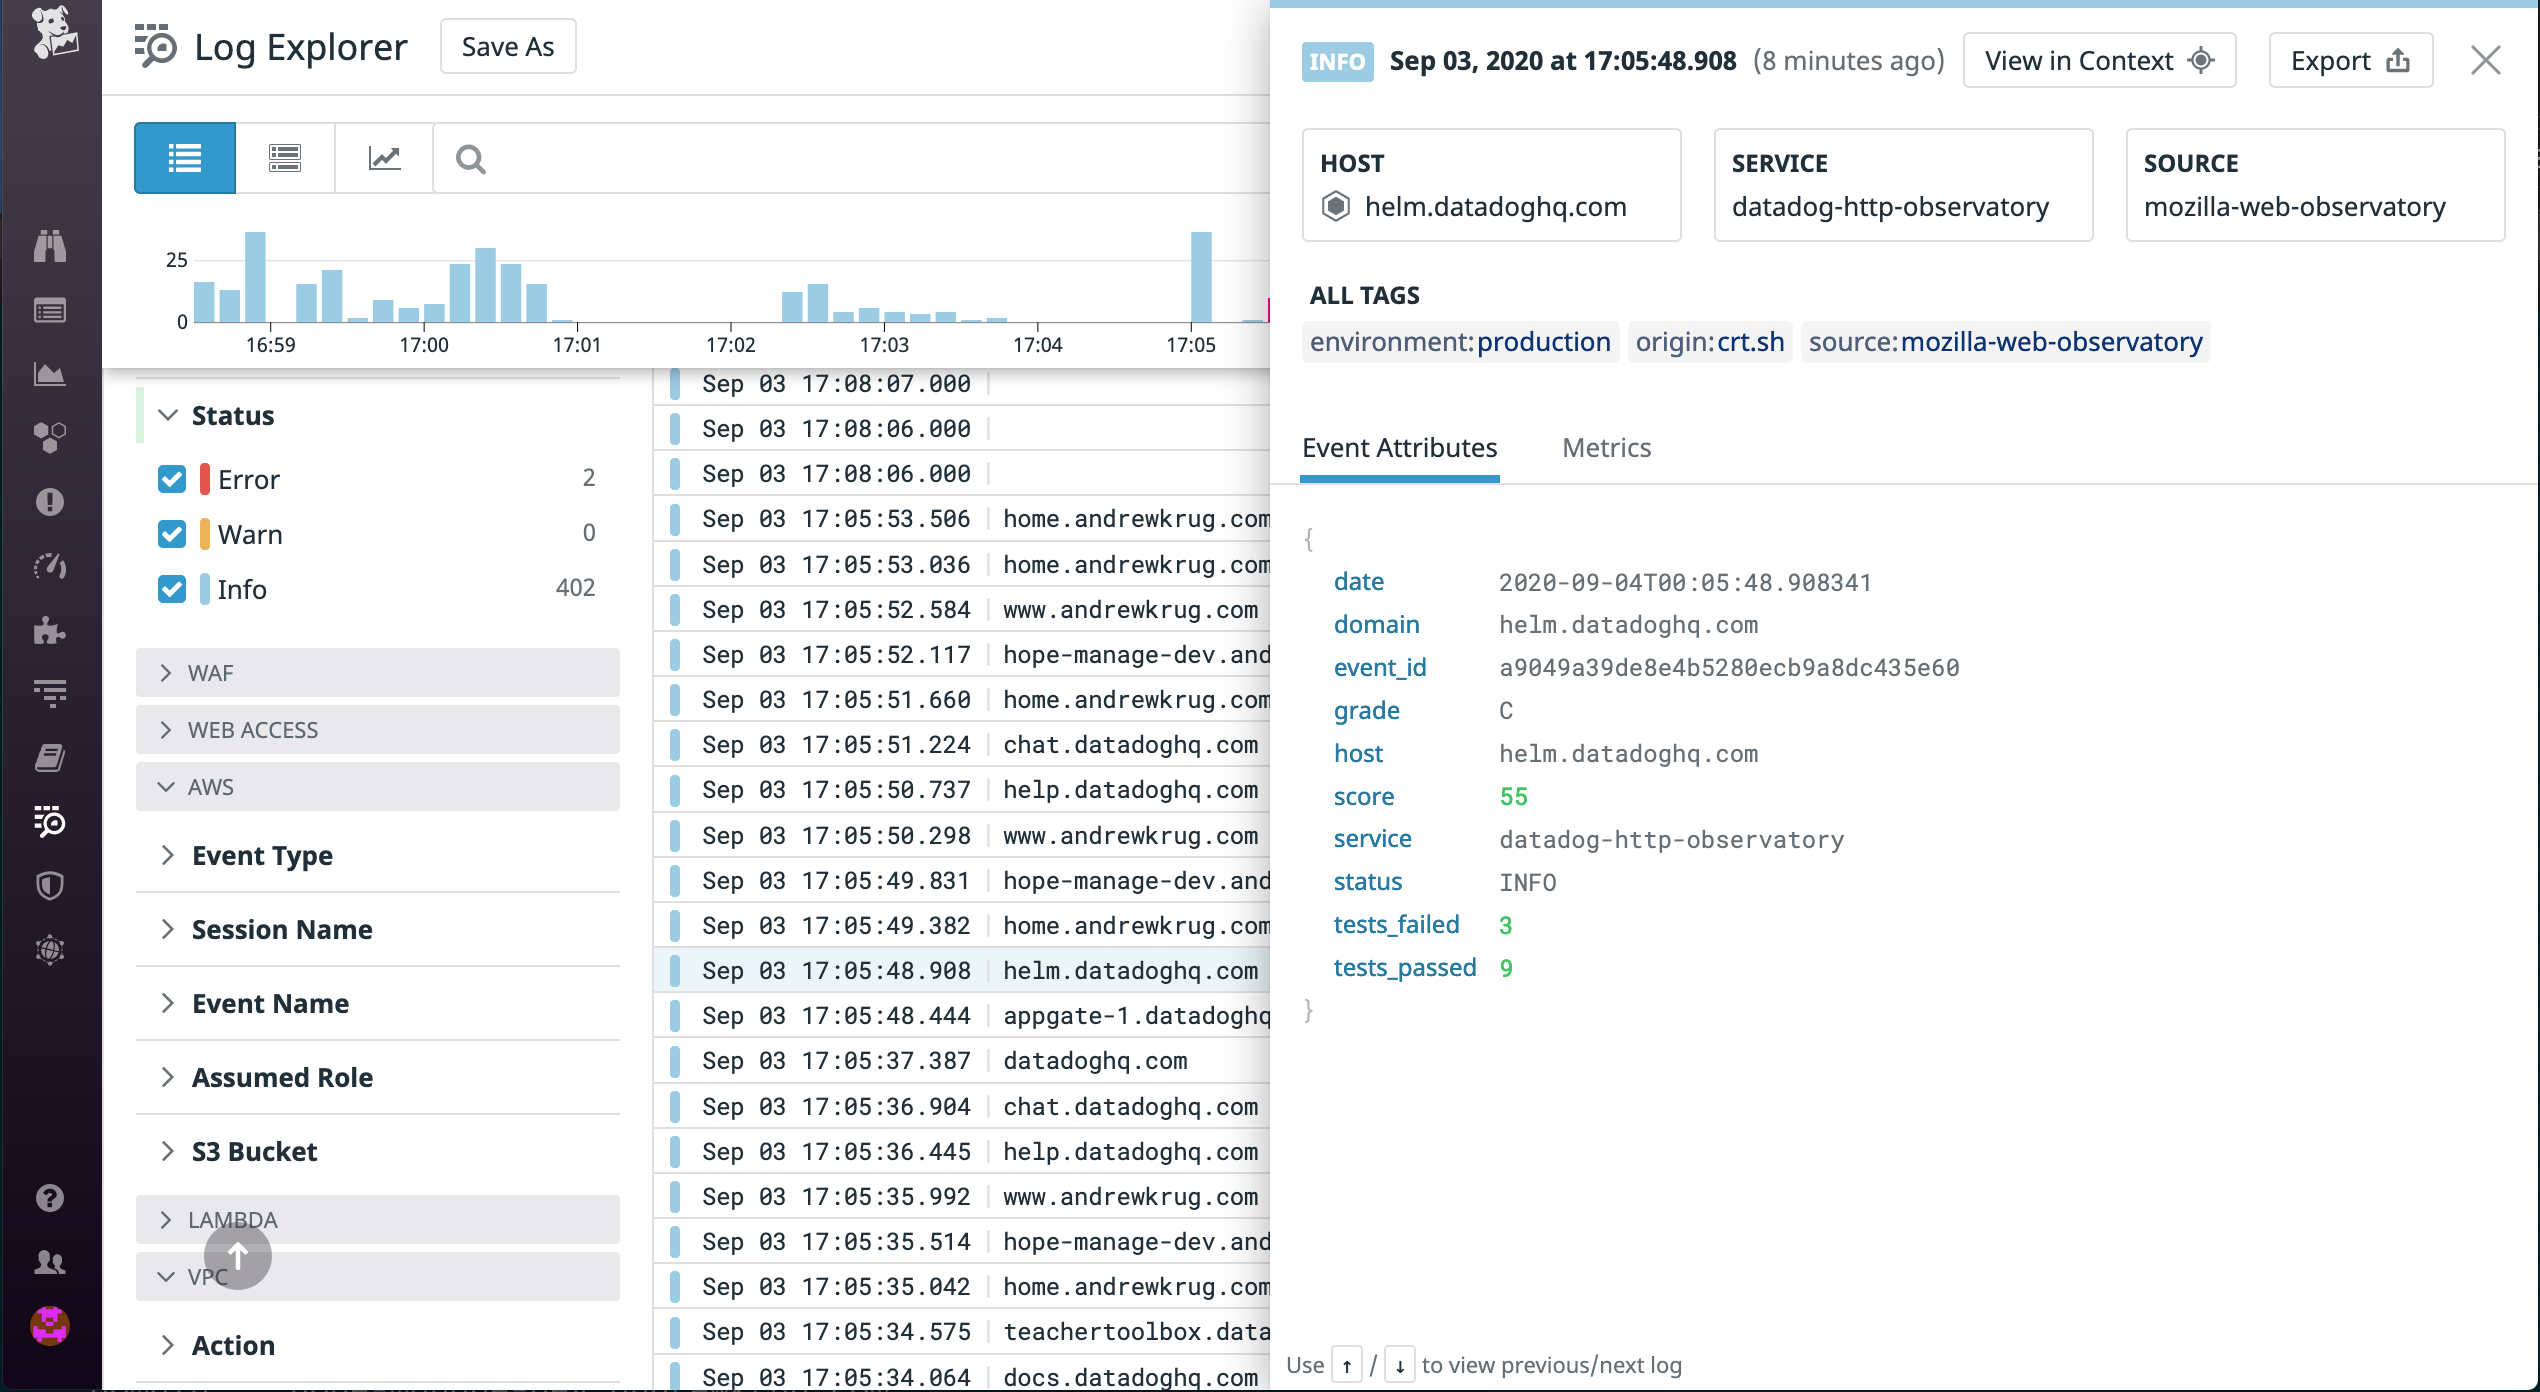 Log Explorer
Save As
25
0
16:59 17:00 17:01 17:02 17:03 17:04 17:05
Status
Error 2
Warn 0
Info 402
WAF
WEB ACCESS
AWS
Event Type
Session Name
Event Name
Assumed Role
S3 Bucket
LAMBDA
VPC
Action
Sep 03 17:08:07.000
Sep 03 17:08:06.000
Sep 03 17:08:06.000
Sep 03 17:05:53.506 home.andrewkrug.com
Sep 03 17:05:53.036 home.andrewkrug.com
Sep 03 17:05:52.584 www.andrewkrug.com
Sep 03 17:05:52.117 hope-manage-dev.and
Sep 03 17:05:51.660 home.andrewkrug.com
Sep 03 17:05:51.224 chat.datadoghq.com
Sep 03 17:05:50.737 help.datadoghq.com
Sep 03 17:05:50.298 www.andrewkrug.com
Sep 03 17:05:49.831 hope-manage-dev.and
Sep 03 17:05:49.382 home.andrewkrug.com
Sep 03 17:05:48.908 helm.datadoghq.com
Sep 03 17:05:48.444 appgate-1.datadoghq
Sep 03 17:05:37.387 datadoghq.com
Sep 03 17:05:36.904 chat.datadoghq.com
Sep 03 17:05:36.445 help.datadoghq.com
Sep 03 17:05:35.992 www.andrewkrug.com
Sep 03 17:05:35.514 hope-manage-dev.and
Sep 03 17:05:35.042 home.andrewkrug.com
Sep 03 17:05:34.575 teachertoolbox.data
Sep 03 17:05:34.064 docs.datadoghq.com
INFO Sep 03, 2020 at 17:05:48.908 (8 minutes ago)
View in Context
Export
HOST
helm.datadoghq.com
SERVICE
datadog-http-observatory
SOURCE
mozilla-web-observatory
ALL TAGS
environment:production origin:crt.sh source:mozilla-web-observatory
Event Attributes Metrics
{
date 2020-09-04T00:05:48.908341
domain helm.datadoghq.com
event_id a9049a39de8e4b5280ecb9a8dc435e60
grade C
host helm.datadoghq.com
score 55
service datadog-http-observatory
status INFO
tests_failed 3
tests_passed 9
}
Use ↑ / ↓ to view previous/next log